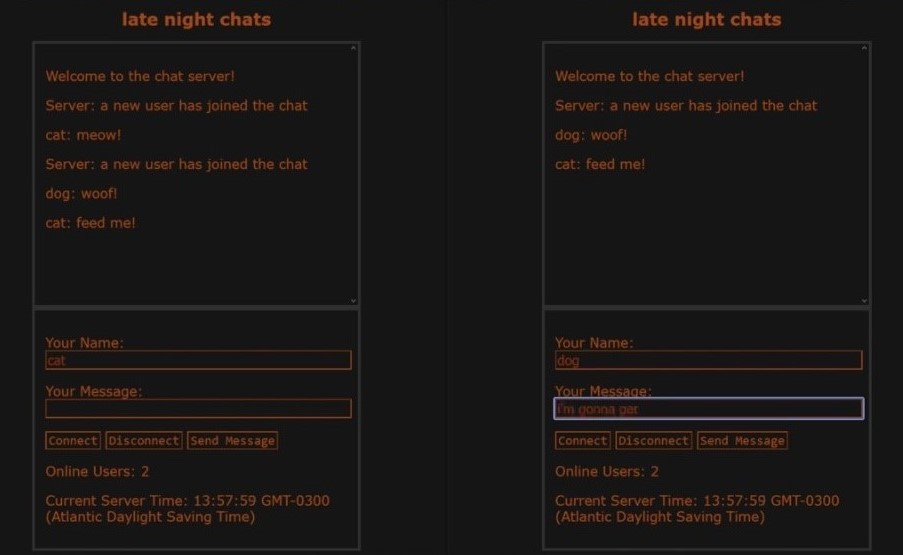 late night chats
Welcome to the chat server!
Server: a new user has joined the chat
cat: meow!
Server: a new user has joined the chat
dog: woof!
cat: feed me!
Your Name:
cat
Your Message:
Connect Disconnect Send Message
Online Users: 2
Current Server Time: 13:57:59 GMT-0300
(Atlantic Daylight Saving Time)
late night chats
Welcome to the chat server!
Server: a new user has joined the chat
dog: woof!
cat: feed me!
Your Name:
dog
Your Message:
I'm gonna
Connect Disconnect Send Message
Online Users: 2
Current Server Time: 13:57:59 GMT-0300
(Atlantic Daylight Saving Time)